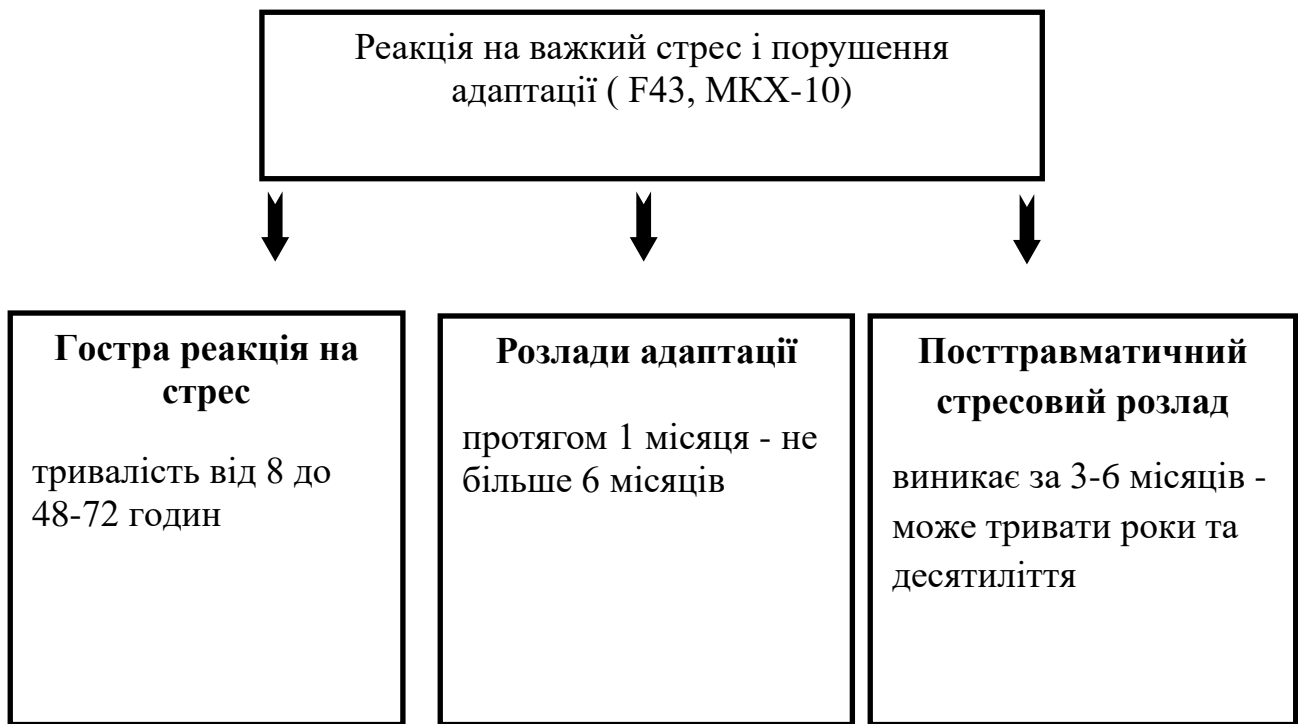 Реакція на важкий стрес і порушення
адаптації ( F43, МКХ-10)
Гостра реакція на
стрес
тривалість від 8 до
48-72 годин
Розлади адаптації
протягом 1 місяця - не
більше 6 місяців
Посттравматичний
стресовий розлад
виникає за 3-6 місяців -
може тривати роки та
десятиліття